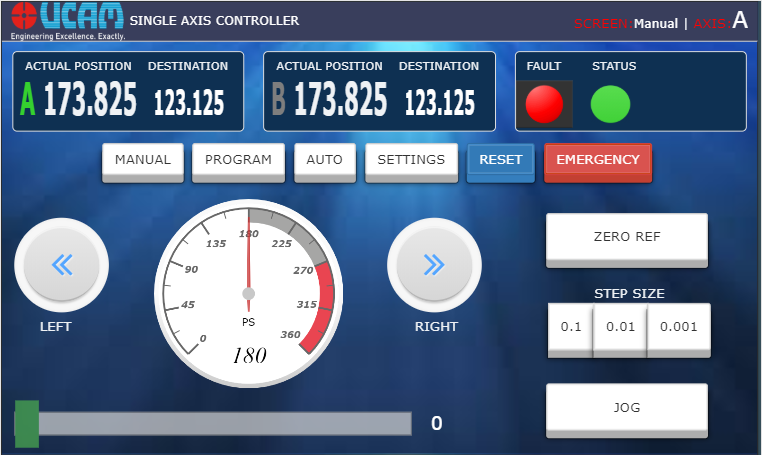 UCAM
SINGLE AXIS CONTROLLER
SCREEN: Manual | AXIS: A
Engineering Excellence. Exactly.
ACTUAL POSITION DESTINATION
A 173.825 123.125
ACTUAL POSITION DESTINATION
B 173.825 123.125
FAULT STATUS
MANUAL PROGRAM AUTO SETTINGS RESET EMERGENCY
LEFT
0 45 90 135 180 225 270 315 360
PS
180
RIGHT
ZERO REF
STEP SIZE
0.1 0.01 0.001
JOG
0